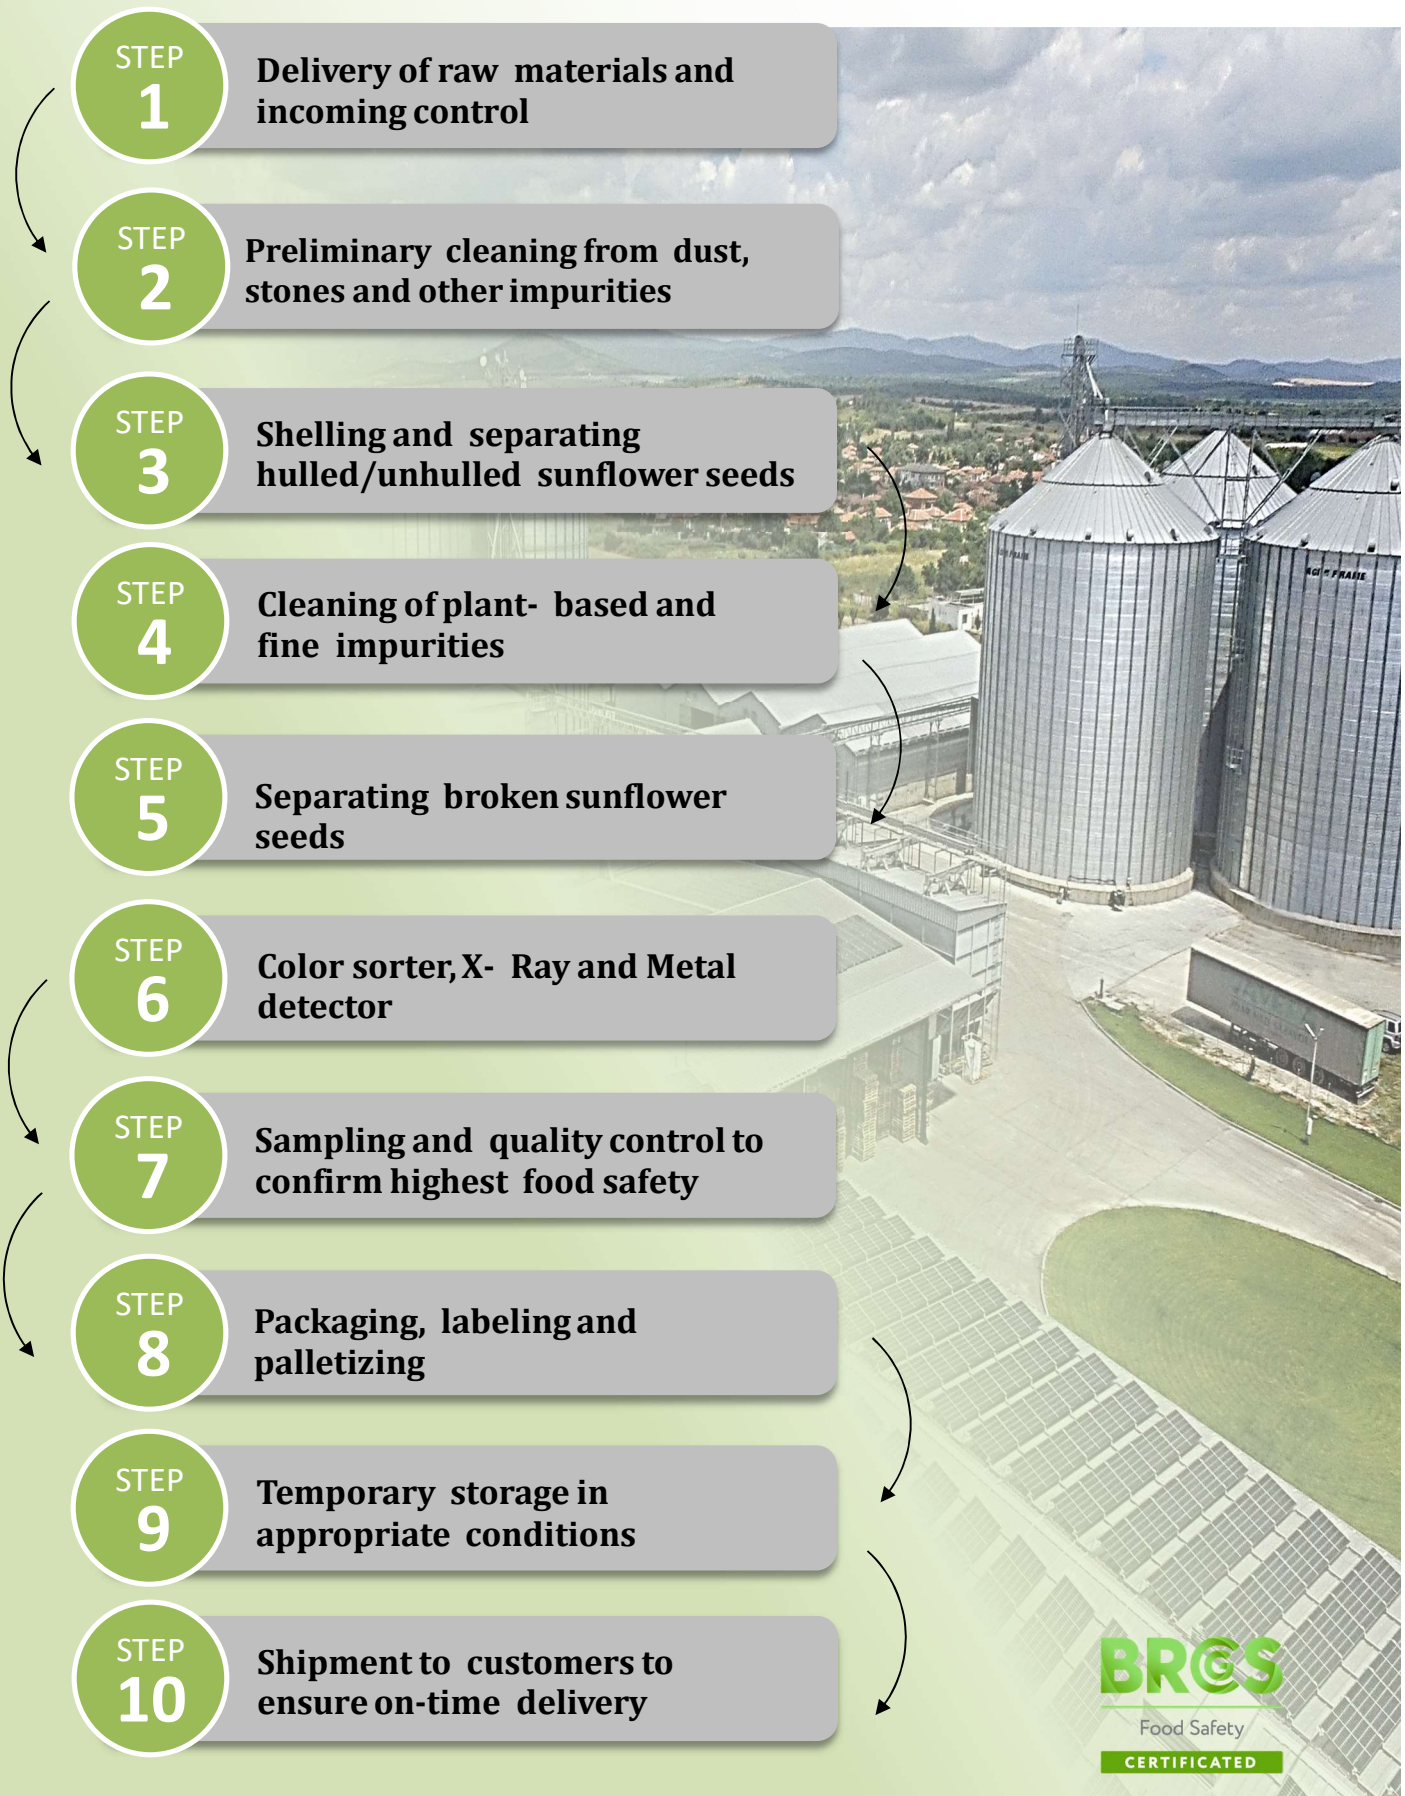 STEP
1
Delivery of raw materials and
incoming control
STEP
2
Preliminary cleaning from dust,
stones and other impurities
STEP
3
Shelling and separating
hulled/unhulled sunflower seeds
STEP
4
Cleaning of plant- based and
fine impurities
STEP
5
Separating broken sunflower
seeds
STEP
6
Color sorter, X- Ray and Metal
detector
STEP
7
Sampling and quality control to
confirm highest food safety
STEP
8
Packaging, labeling and
palletizing
STEP
9
Temporary storage in
appropriate conditions
STEP
10
Shipment to customers to
ensure on-time delivery
BRCGS
Food Safety
CERTIFICATED